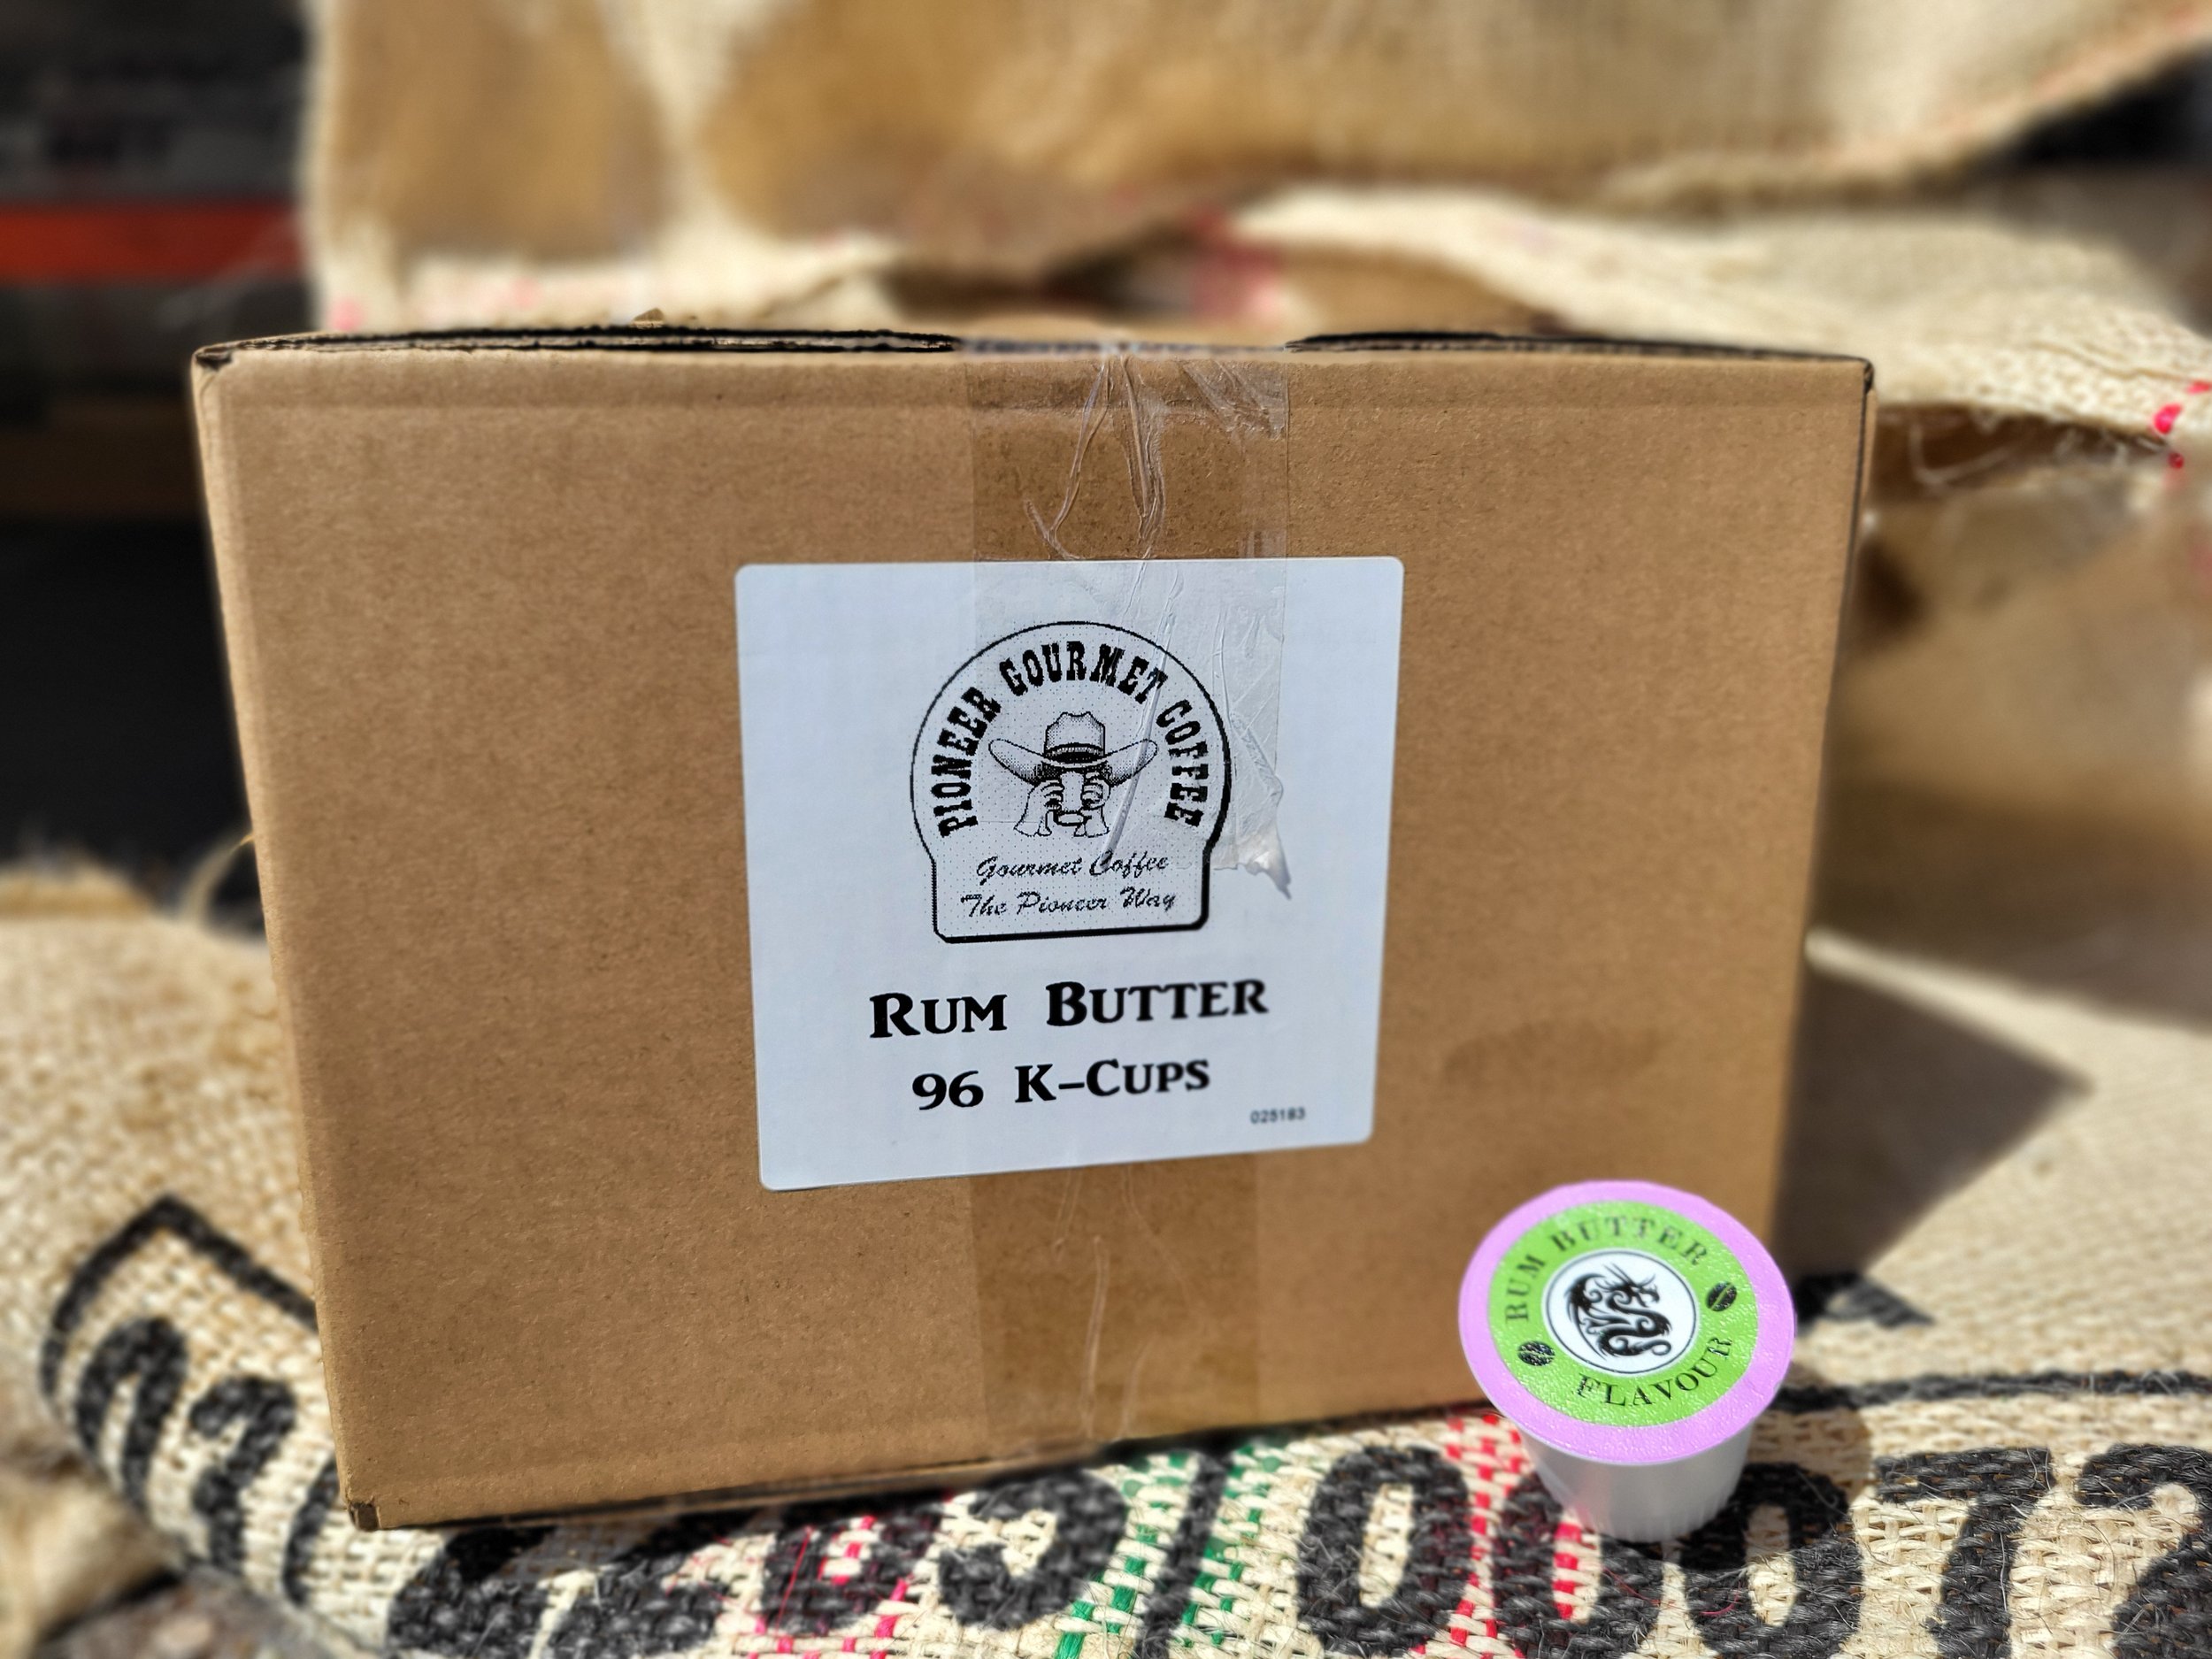 PIONEER GOURMET COFFEE
Gourmet Coffee
The Pioneer Way
RUM BUTTER
96 K-CUPS
025183
RUM BUTTER
FLAVOUR